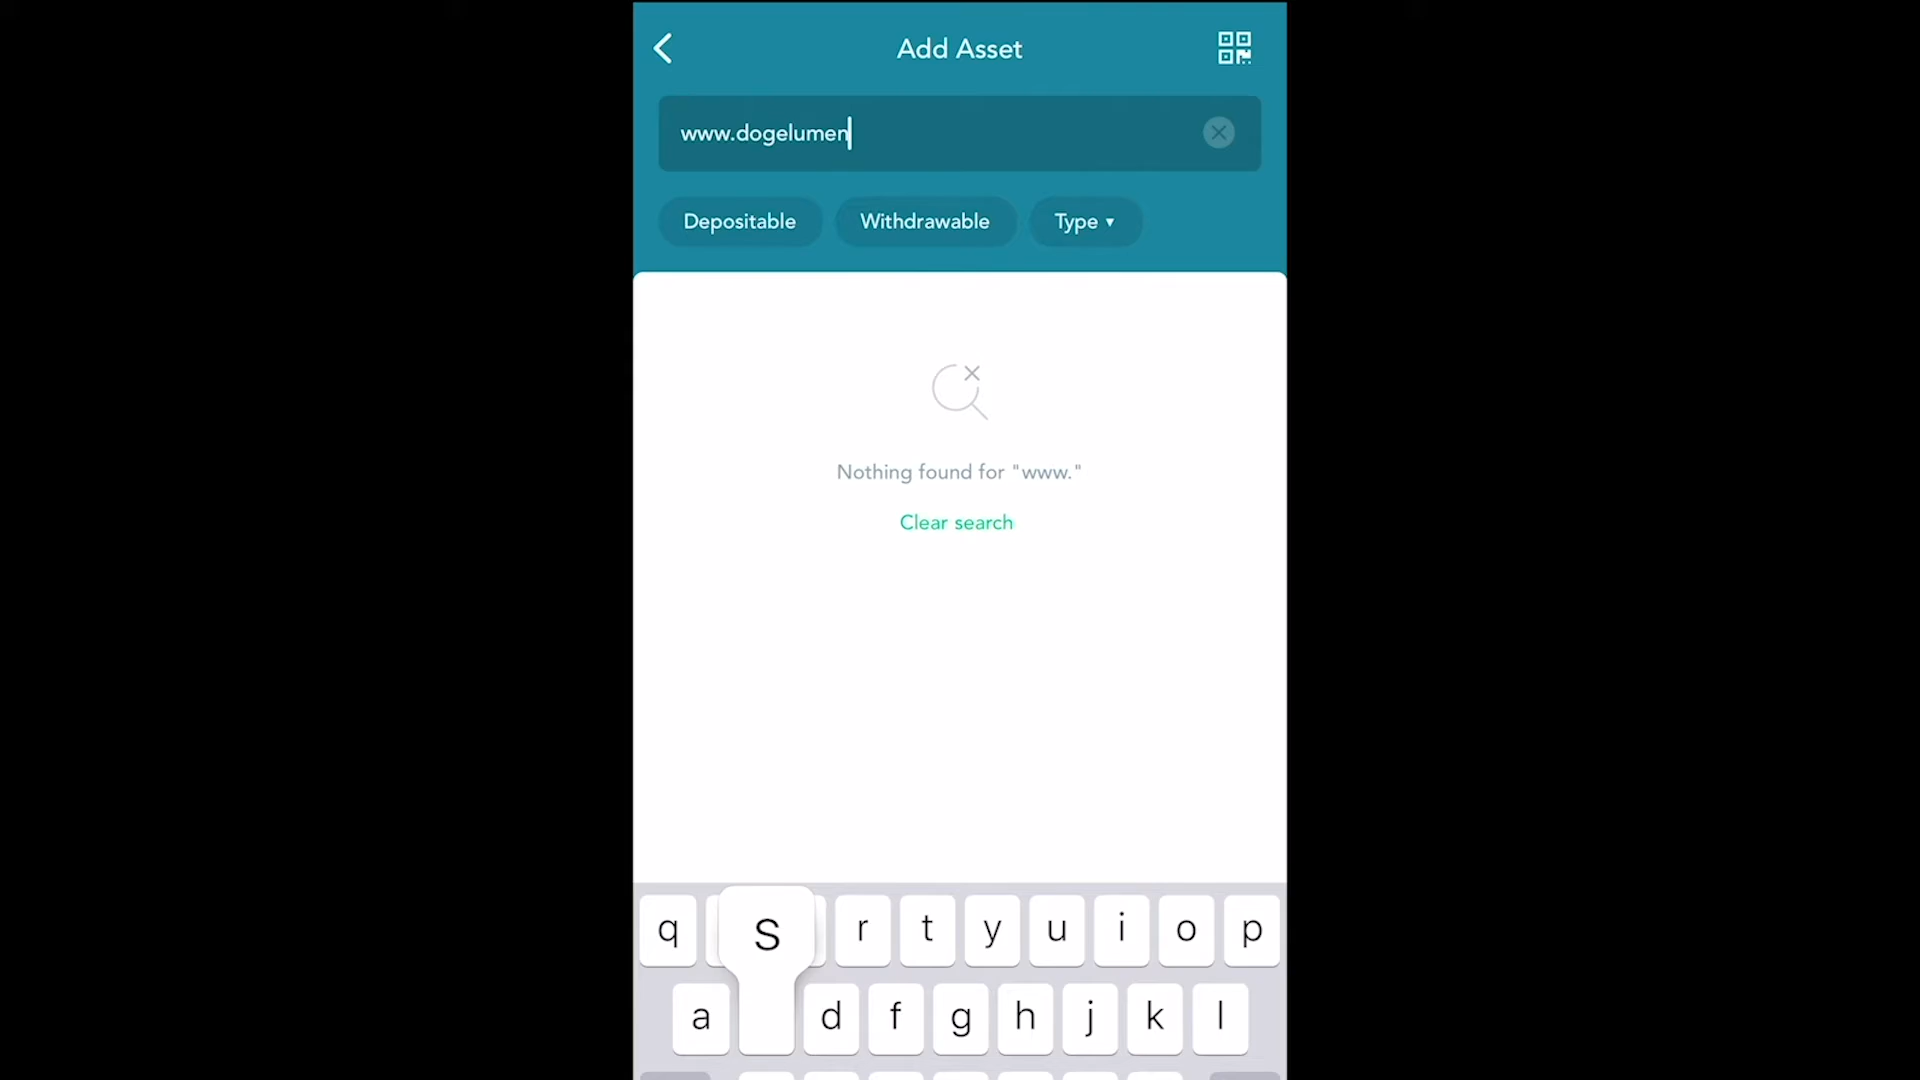 Add Asset
www.dogelumen
Depositable Withdrawable Type ▾
Nothing found for "www."
Clear search
q s r t y u i o p
a d f g h j k l